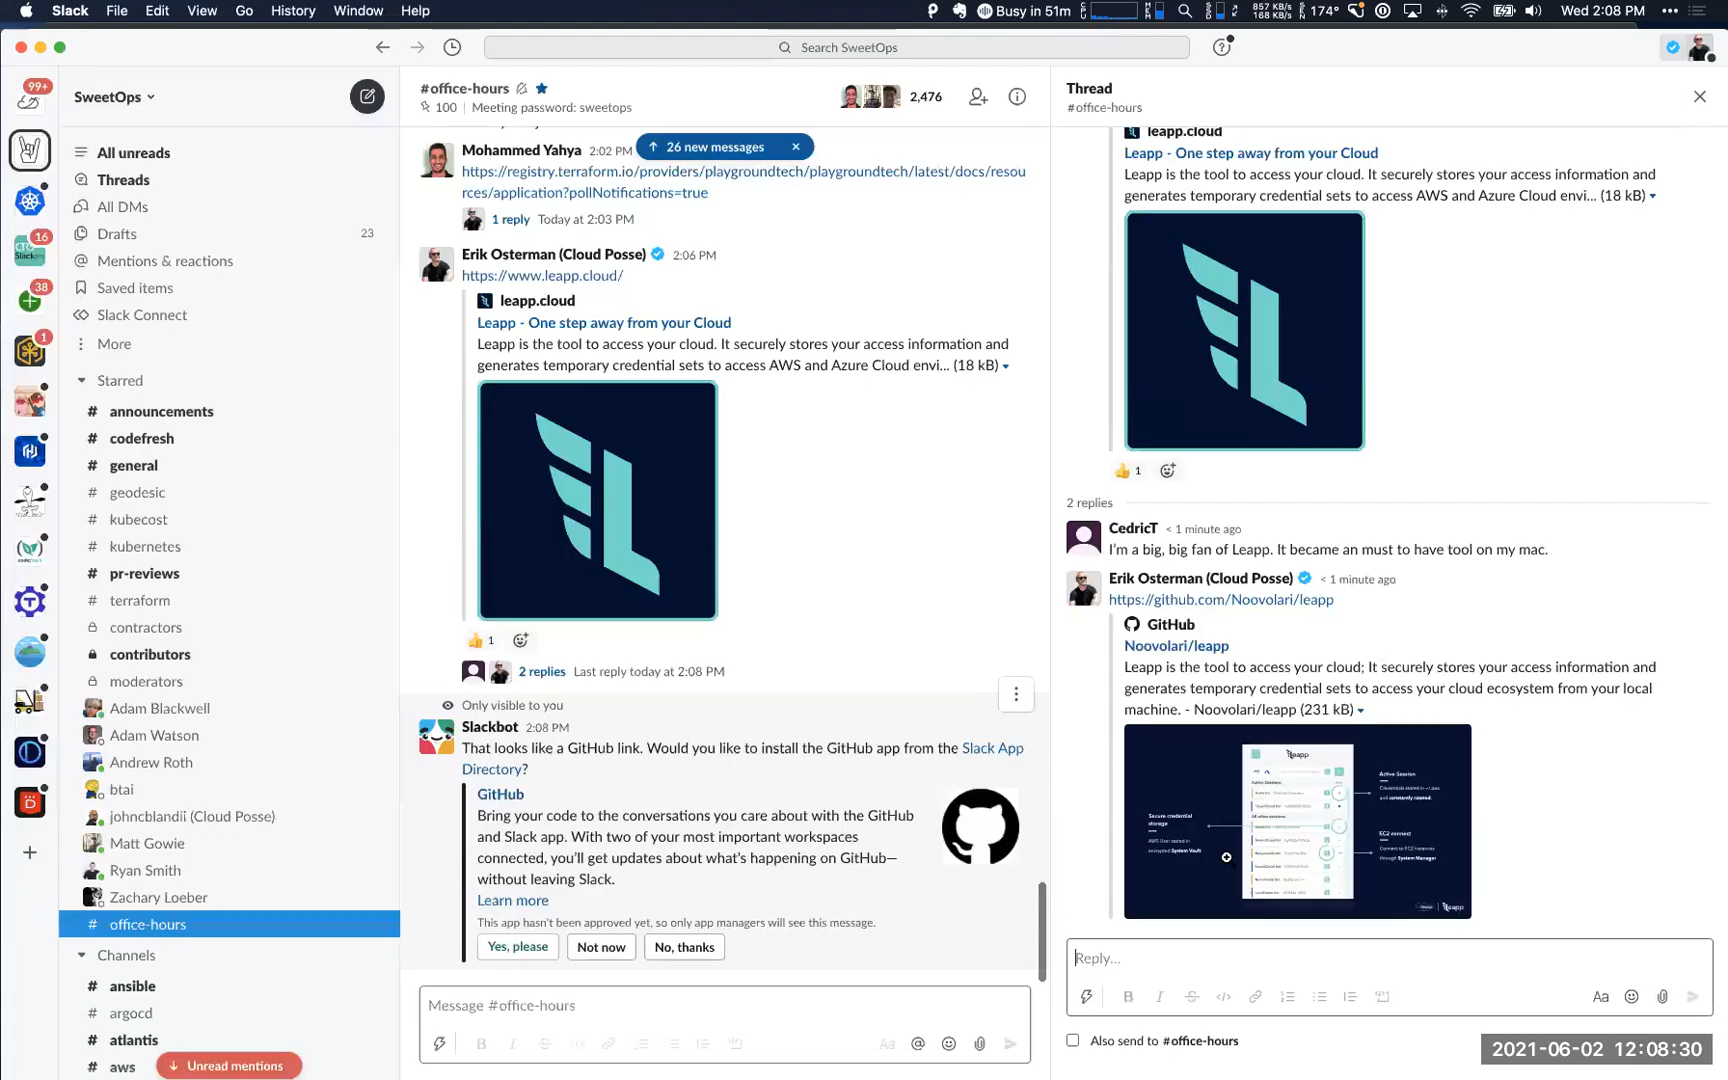 Slack File Edit View Go History Window Help
Busy in 51m
857 KB/s
168 KB/s
174°
Wed 2:08 PM
Search SweetOps
99+
16
38
1
SweetOps
All unreads
Threads
All DMs
Drafts 23
Mentions & reactions
Saved items
Slack Connect
More
Starred
# announcements
# codefresh
# general
# geodesic
# kubecost
# kubernetes
# pr-reviews
# terraform
contractors
contributors
moderators
Adam Blackwell
Adam Watson
Andrew Roth
btai
johncblandii (Cloud Posse)
Matt Gowie
Ryan Smith
Zachary Loeber
# office-hours
Channels
# ansible
# argocd
# atlantis
# aws
Unread mentions
#office-hours
100 | Meeting password: sweetops
2,476
26 new messages
Mohammed Yahya 2:02 PM
https://registry.terraform.io/providers/playgroundtech/playgroundtech/latest/docs/resou
rces/application?pollNotifications=true
1 reply Today at 2:03 PM
Erik Osterman (Cloud Posse) 2:06 PM
https://www.leapp.cloud/
leapp.cloud
Leapp - One step away from your Cloud
Leapp is the tool to access your cloud. It securely stores your access information and
generates temporary credential sets to access AWS and Azure Cloud envi... (18 kB)
1
2 replies Last reply today at 2:08 PM
Only visible to you
Slackbot 2:08 PM
That looks like a GitHub link. Would you like to install the GitHub app from the Slack App
Directory?
GitHub
Bring your code to the conversations you care about with the GitHub
and Slack app. With two of your most important workspaces
connected, you'll get updates about what's happening on GitHub—
without leaving Slack.
Learn more
This app hasn't been approved yet, so only app managers will see this message.
Yes, please Not now No, thanks
Message #office-hours
Aa @
Thread
#office-hours
leapp.cloud
Leapp - One step away from your Cloud
Leapp is the tool to access your cloud. It securely stores your access information and
generates temporary credential sets to access AWS and Azure Cloud envi... (18 kB)
1
2 replies
CedricT < 1 minute ago
I'm a big, big fan of Leapp. It became an must to have tool on my mac.
Erik Osterman (Cloud Posse) < 1 minute ago
https://github.com/Noovolari/leapp
GitHub
Noovolari/leapp
Leapp is the tool to access your cloud; It securely stores your access information and
generates temporary credential sets to access your cloud ecosystem from your local
machine. - Noovolari/leapp (231 kB)
leapp
Active Session
Secure credential
storage
EC2 connect
Reply...
B I Aa
Also send to #office-hours
2021-06-02 12:08:30